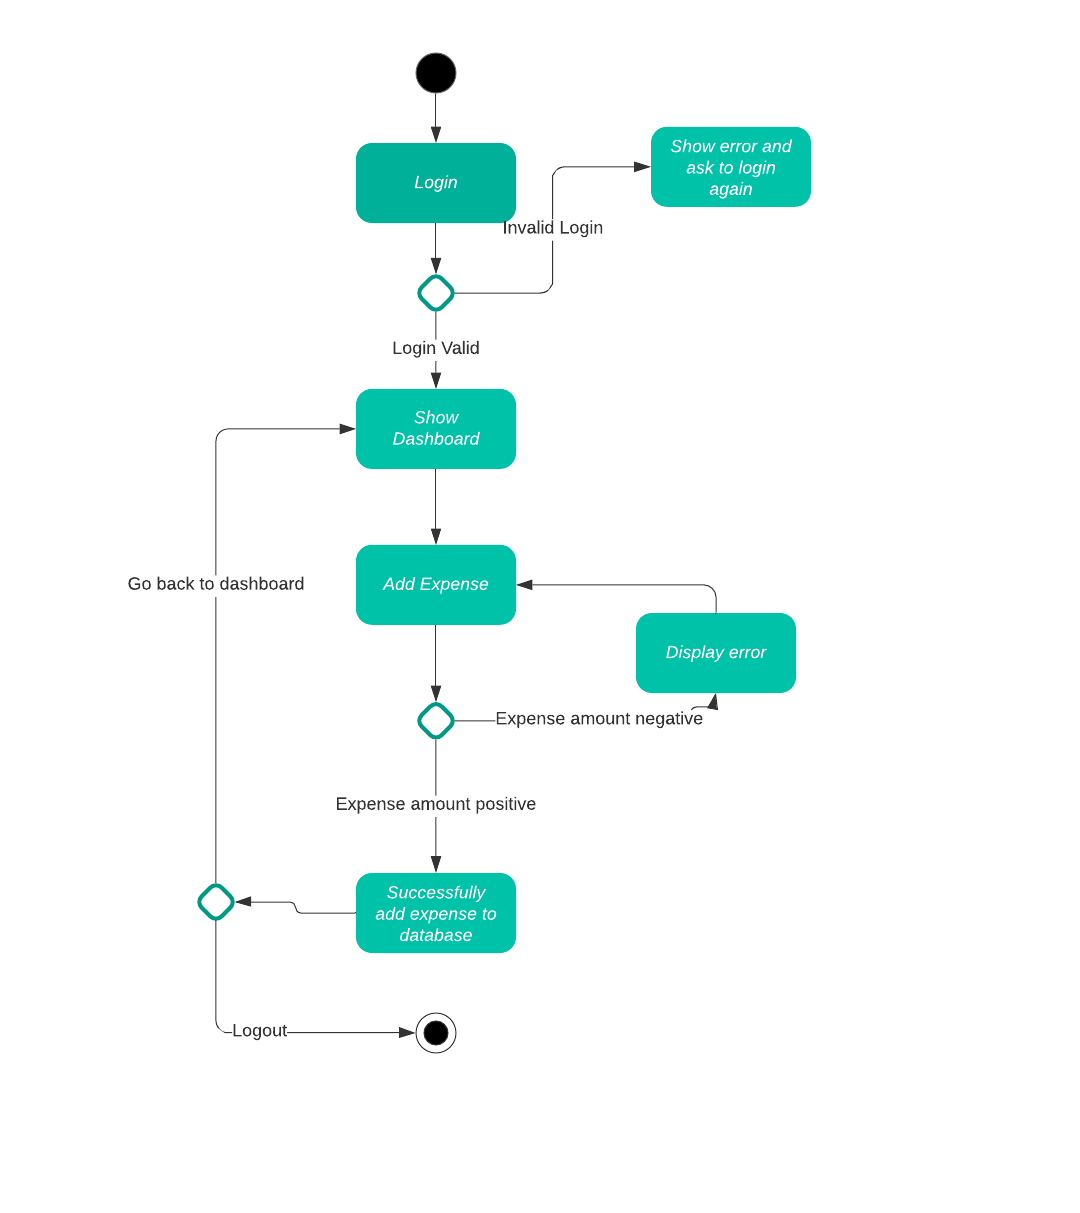 Show error and
ask to login
again
Login
Invalid Login
Login Valid
Show
Dashboard
Go back to dashboard
Add Expense
Display error
Expense amount negative
Expense amount positive
Successfully
add expense to
database
Logout